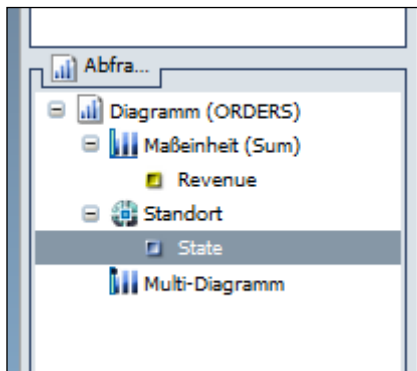 Abfra...
Diagramm (ORDERS)
Maßeinheit (Sum)
Revenue
Standort
State
Multi-Diagramm